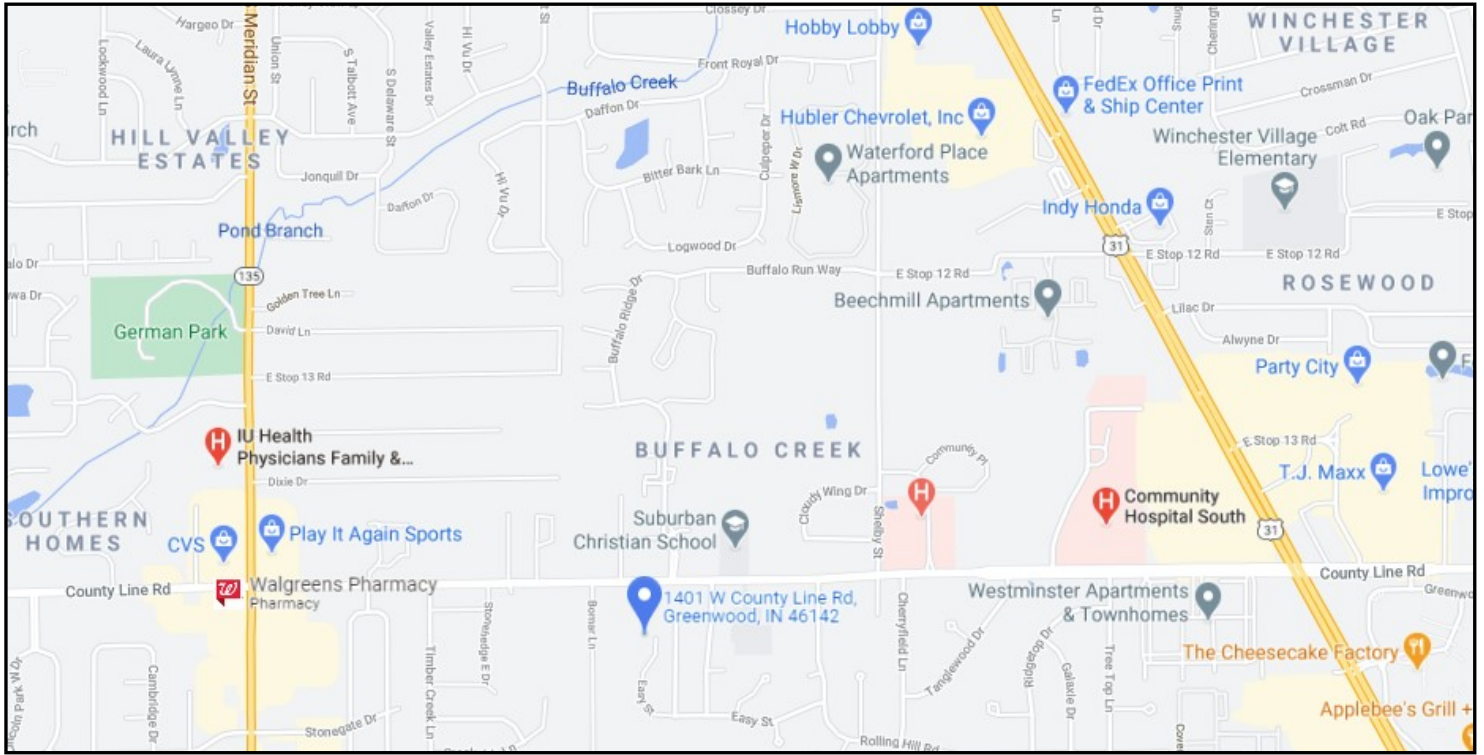 Hargeo Dr
Meridian St
Union St
Lockwood Ln
Laura Lynne Ln
S Talbott Ave
S Delaware St
Valley Estates Dr
Hi Vu Dr
Clossey Dr
Front Royal Dr
Hobby Lobby
Buffalo Creek
Daffon Dr
FedEx Office Print
& Ship Center
WINCHESTER
VILLAGE
Crossman Dr
Colt Rd
HILL VALLEY
ESTATES
Hubler Chevrolet, Inc
Culpepar Dr
Waterford Place
Apartments
Winchester Village
Elementary
Oak Par
Jonquil Dr
Daffon Dr
Hi Vu Dr
Bitter Bark Ln
Lismora W Dr
Indy Honda
Sten Ct
E Stop
Pond Branch
Logwood Dr
31
E Stop 12 Rd
E Stop 12 Rd
alo Dr
135
Buffalo Run Way
E Stop 12 Rd
ROSEWOOD
Golden Tree Ln
Buffalo Ridge Dr
Beechmill Apartments
Lilac Dr
German Park
David Ln
Alwyne Dr
Party City
E Stop 13 Rd
H
IU Health
Physicians Family &...
BUFFALO CREEK
Community Pl
E Stop 13 Rd
T.J. Maxx
Lowe'
Impro
Dixie Dr
Cloudy Wing Dr
Shelby St
H
H
Community
Hospital South
SOUTHERN
HOMES
CVS
Play It Again Sports
Suburban
Christian School
31
County Line Rd
Walgreens Pharmacy
Pharmacy
1401 W County Line Rd,
Greenwood, IN 46142
Westminster Apartments
& Townhomes
County Line Rd
Greenwo
Cambridge Dr
Timber Creek Ln
Stonehedge E Dr
Bomar Ln
Cherryfield Ln
Tanglewood Dr
Ridgetop Dr
Galaxie Dr
Tree Top Ln
The Cheesecake Factory
Stonegate Dr
Easy St
Easy St
Rolling Hill Rd
Applebee's Grill +